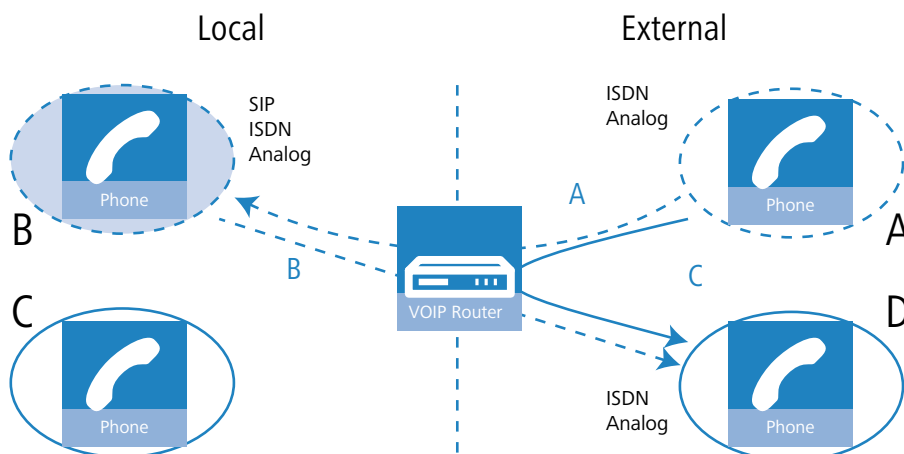 Local
External
SIP
ISDN
Analog
ISDN
Analog
Phone
Phone
A
B
A
B
C
VOIP Router
C
D
Phone
ISDN
Analog
Phone